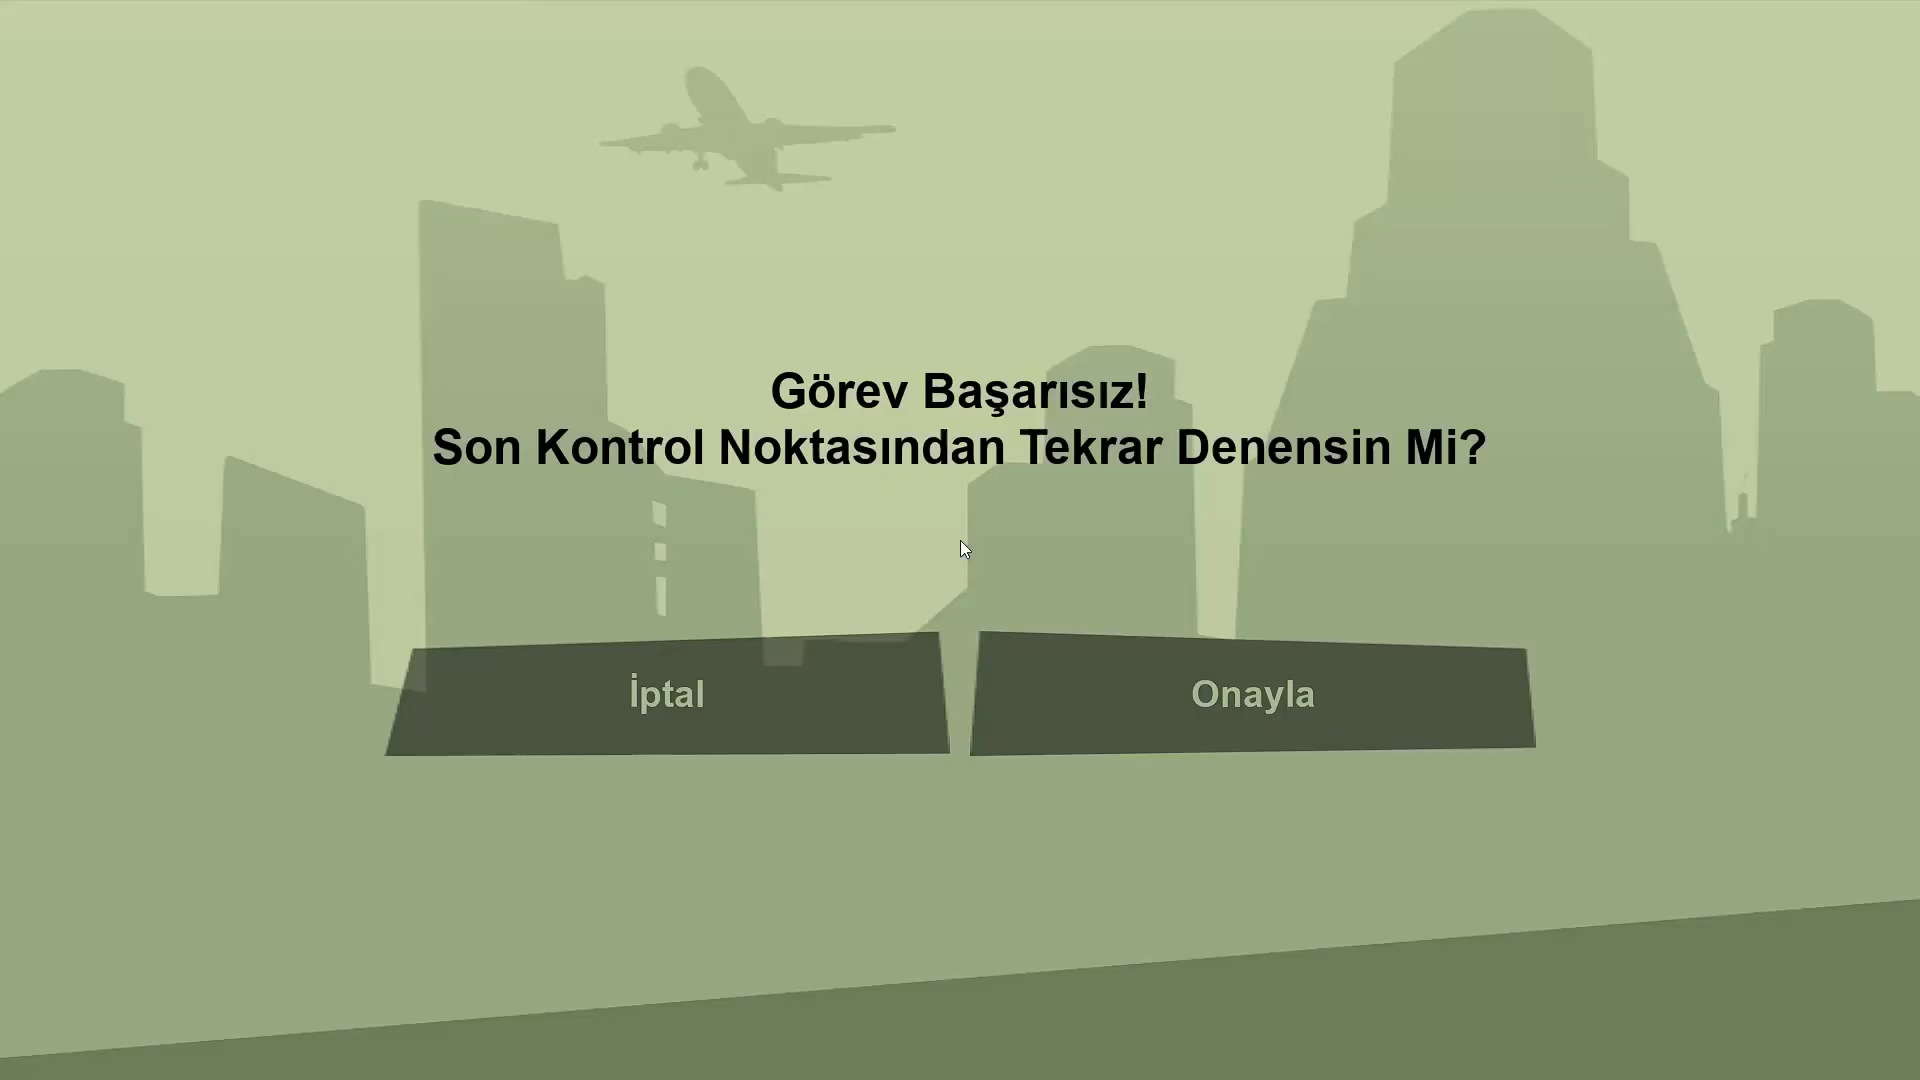 Görev Başarısız!
Son Kontrol Noktasından Tekrar Denensin Mi?
İptal
Onayla